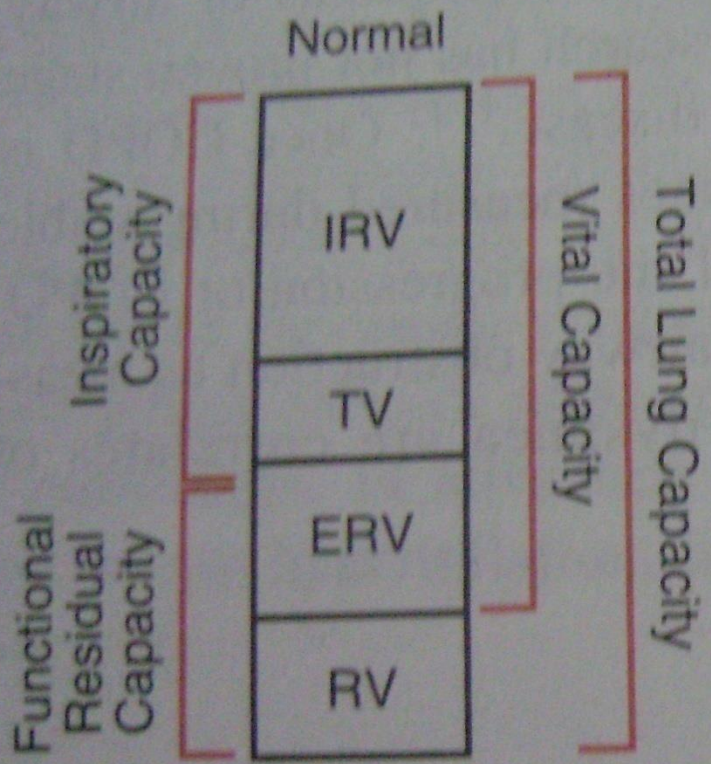 Normal
Inspiratory
Capacity
IRV
TV
ERV
RV
Functional
Residual
Capacity
Vital Capacity
Total Lung Capacity